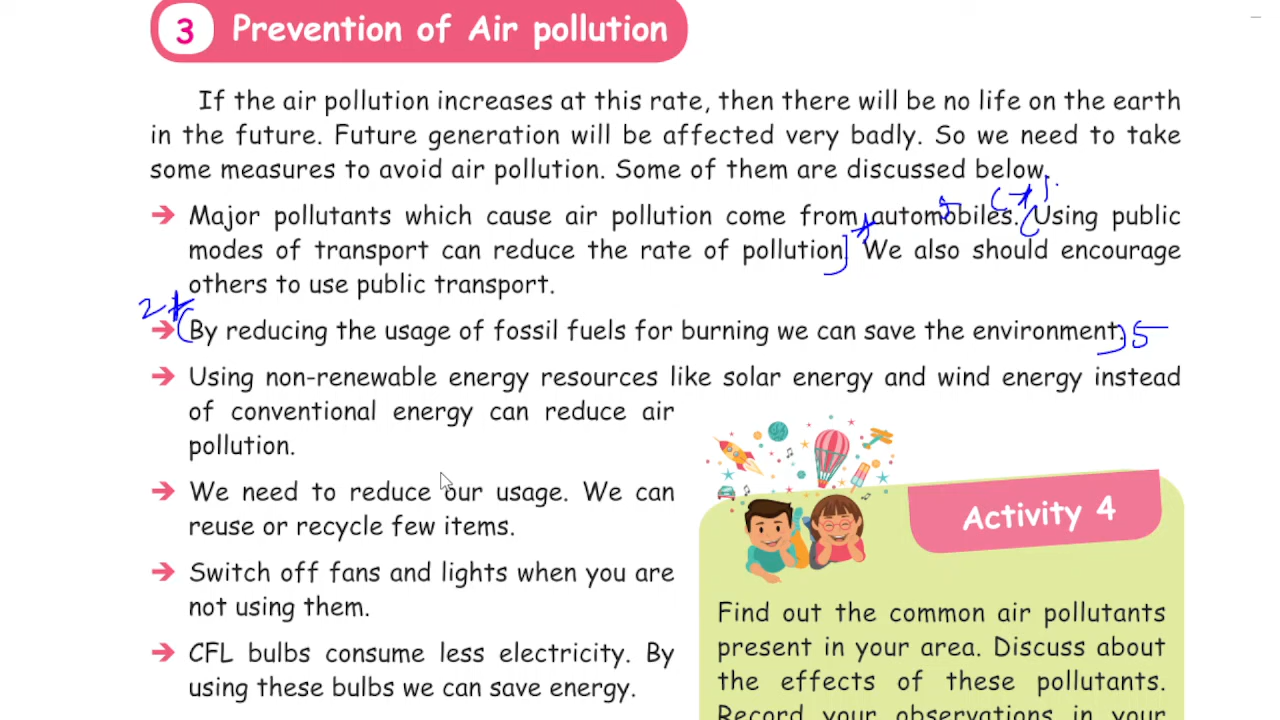 3 Prevention of Air pollution
If the air pollution increases at this rate, then there will be no life on the earth
in the future. Future generation will be affected very badly. So we need to take
some measures to avoid air pollution. Some of them are discussed below.
➔ Major pollutants which cause air pollution come from automobiles. Using public
modes of transport can reduce the rate of pollution. We also should encourage
others to use public transport.
2*
➔ By reducing the usage of fossil fuels for burning we can save the environment. 5
➔ Using non-renewable energy resources like solar energy and wind energy instead
of conventional energy can reduce air
pollution.
➔ We need to reduce our usage. We can
reuse or recycle few items.
➔ Switch off fans and lights when you are
not using them.
➔ CFL bulbs consume less electricity. By
using these bulbs we can save energy.
Activity 4
Find out the common air pollutants
present in your area. Discuss about
the effects of these pollutants.
Record your observations in your